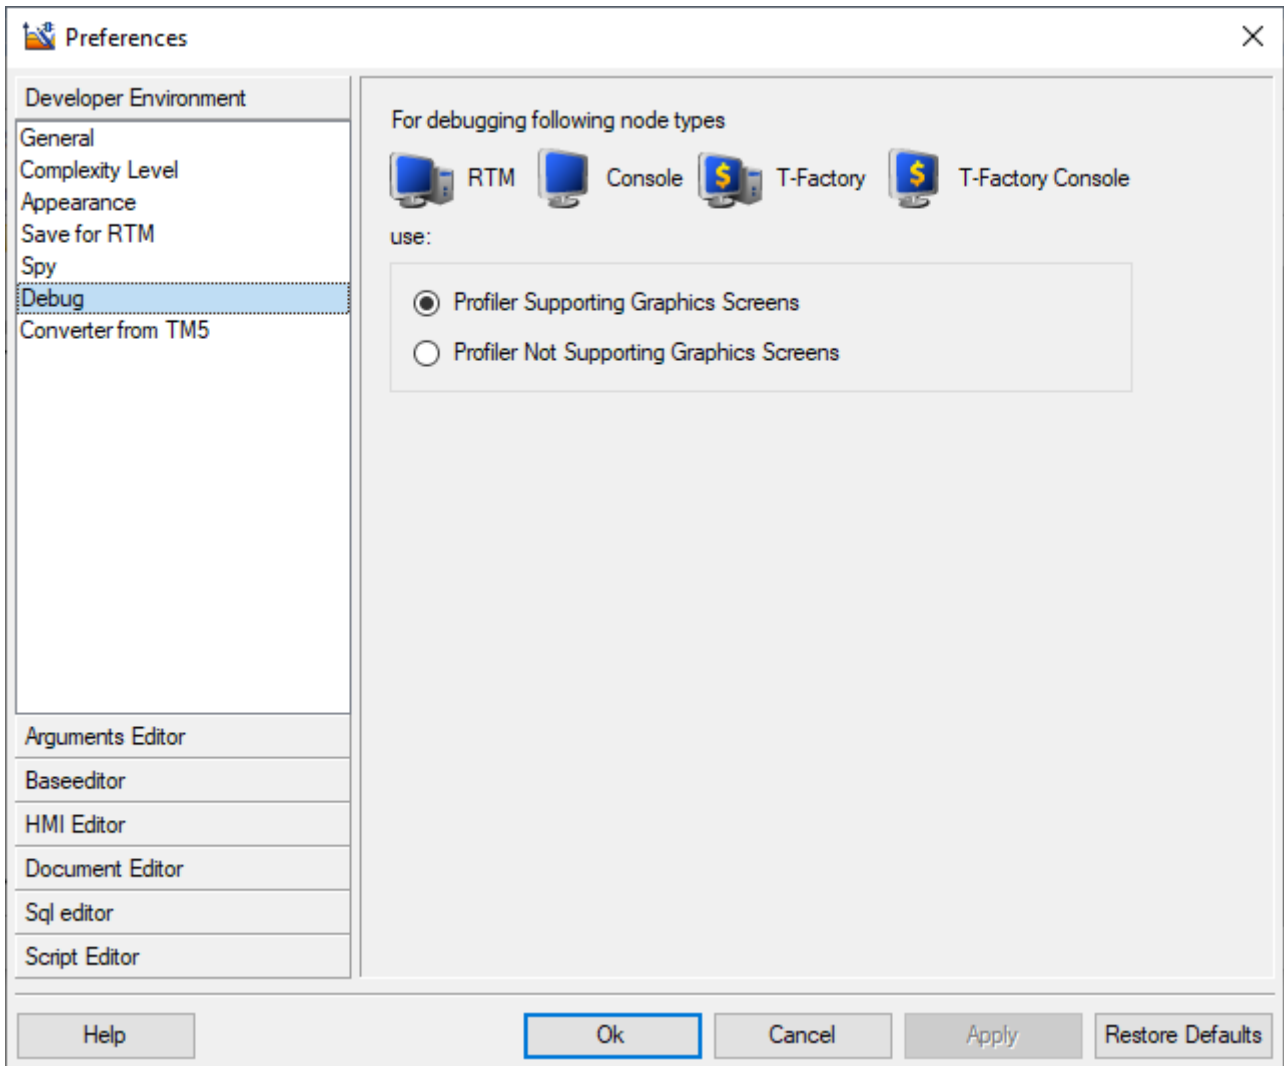 Preferences
Developer Environment
General
Complexity Level
Appearance
Save for RTM
Spy
Debug
Converter from TM5
Arguments Editor
Baseeditor
HMI Editor
Document Editor
Sql editor
Script Editor
For debugging following node types
RTM Console T-Factory T-Factory Console
use:
Profiler Supporting Graphics Screens
Profiler Not Supporting Graphics Screens
Help Ok Cancel Apply Restore Defaults